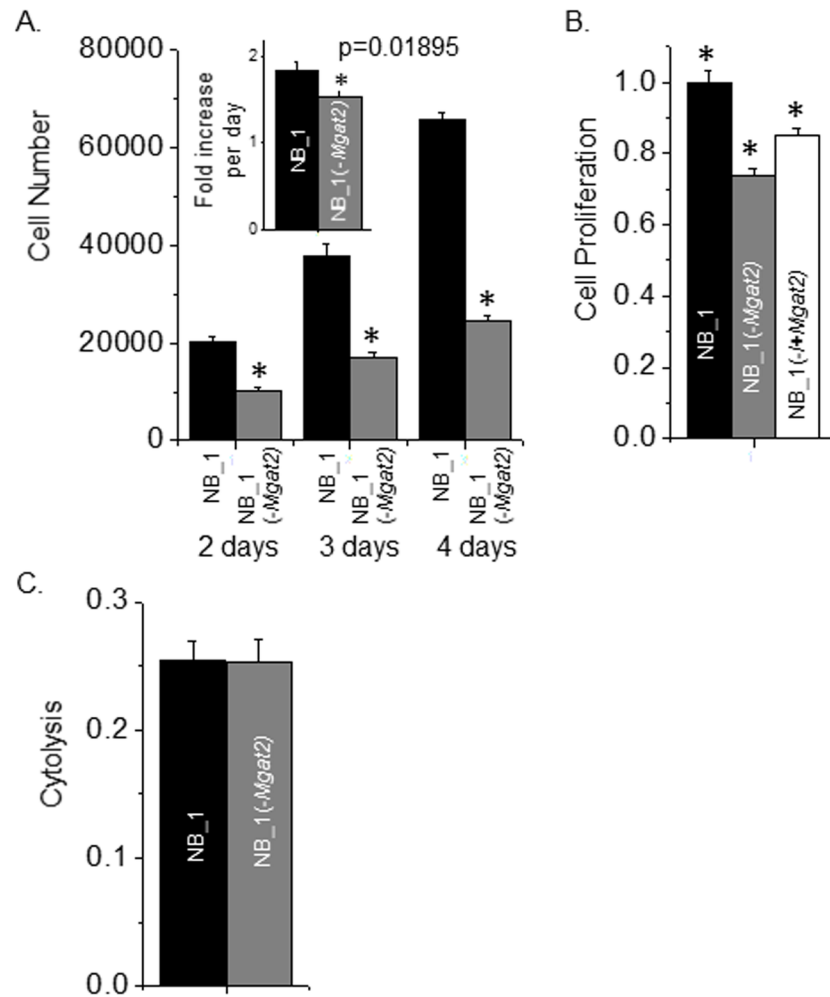 A.
80000
60000
40000
20000
0
Cell Number
2
1
0
Fold increase
per day
NB_1
NB_1(-Mgat2)
*
p=0.01895
*
*
*
NB_1
NB_1
(-Mgat2)
NB_1
NB_1
(-Mgat2)
NB_1
NB_1
(-Mgat2)
2 days
3 days
4 days
B.
1.0
0.8
0.6
0.4
0.2
0.0
Cell Proliferation
*
*
*
NB_1
NB_1(-Mgat2)
NB_1(-/+Mgat2)
C.
0.3
0.2
0.1
0.0
Cytolysis
NB_1
NB_1(-Mgat2)